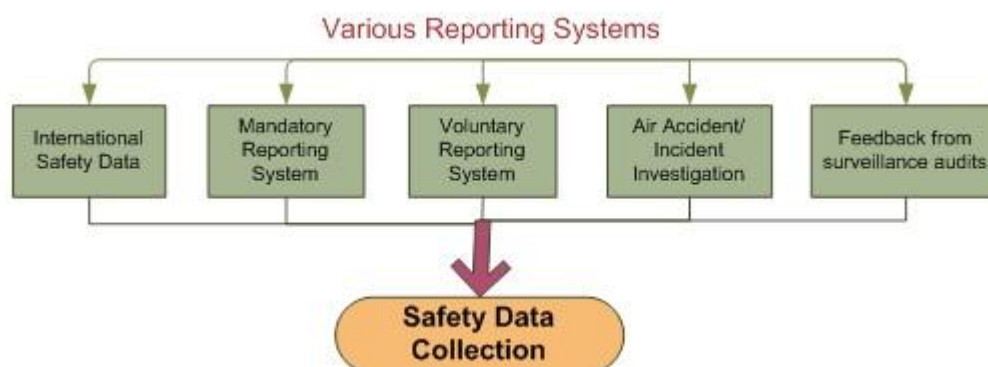 Various Reporting Systems
International
Safety Data
Mandatory
Reporting
System
Voluntary
Reporting
System
Air Accident/
Incident
Investigation
Feedback from
surveillance audits
Safety Data
Collection